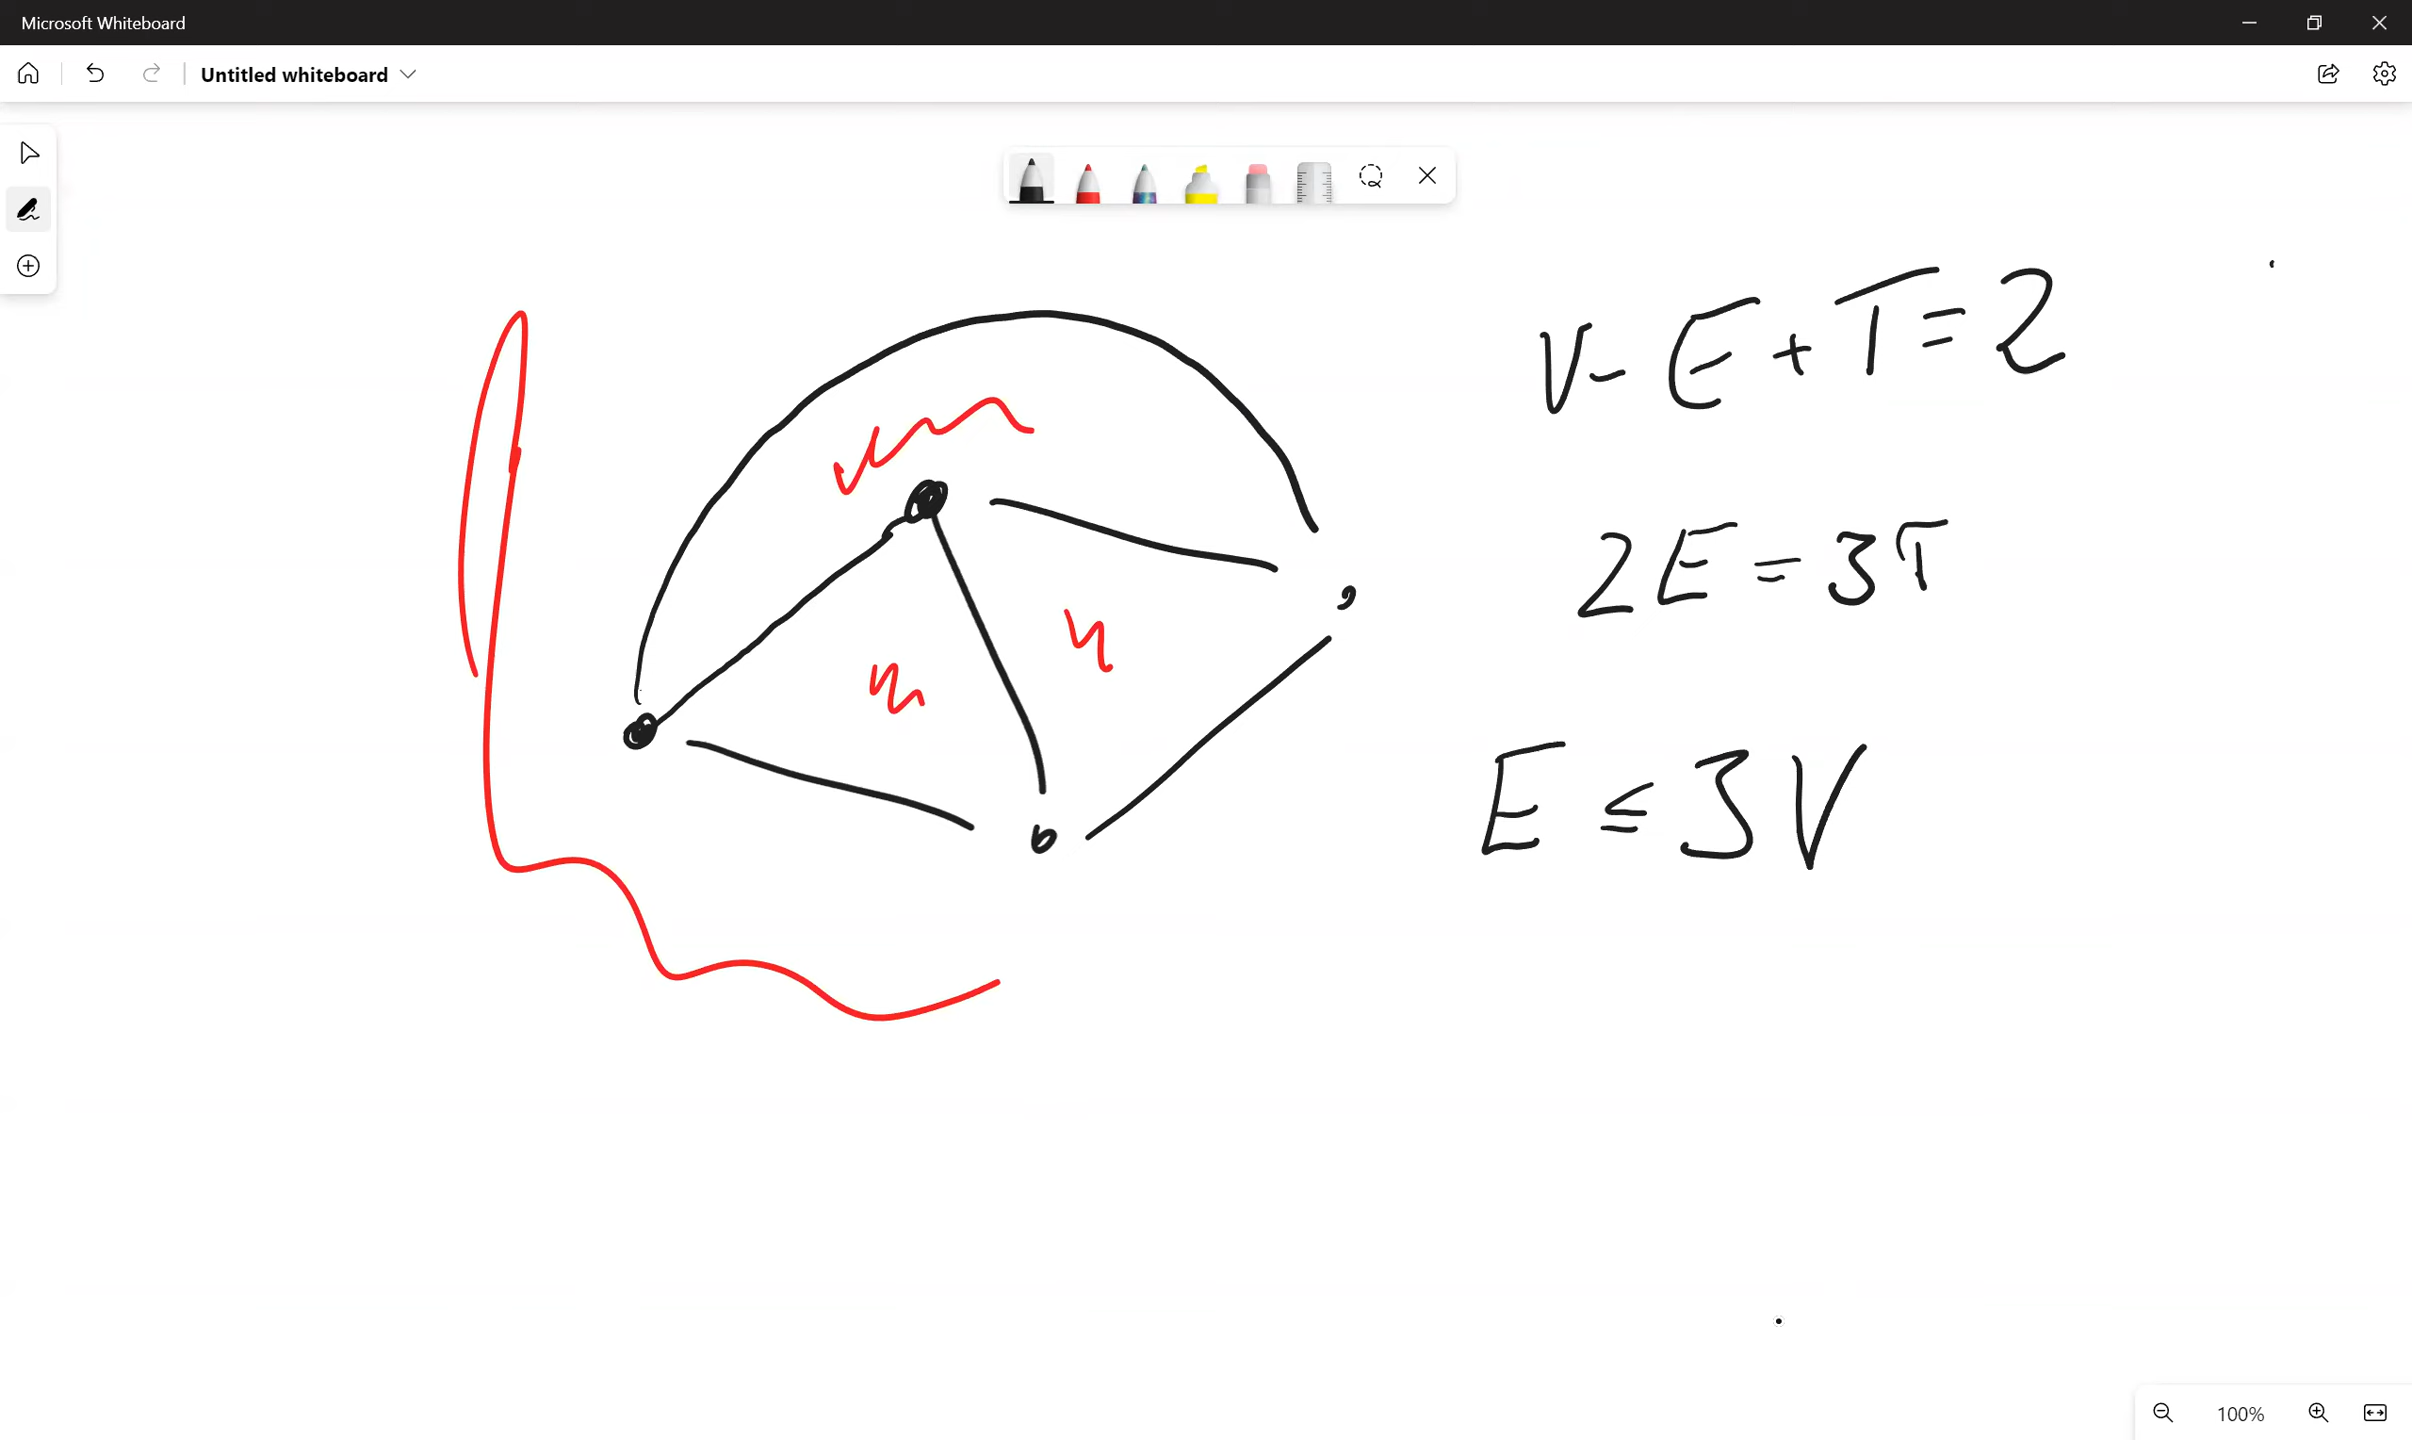 Microsoft Whiteboard
Untitled whiteboard
V - E + T = 2
2E = 3T
E ≤ 3V
100%